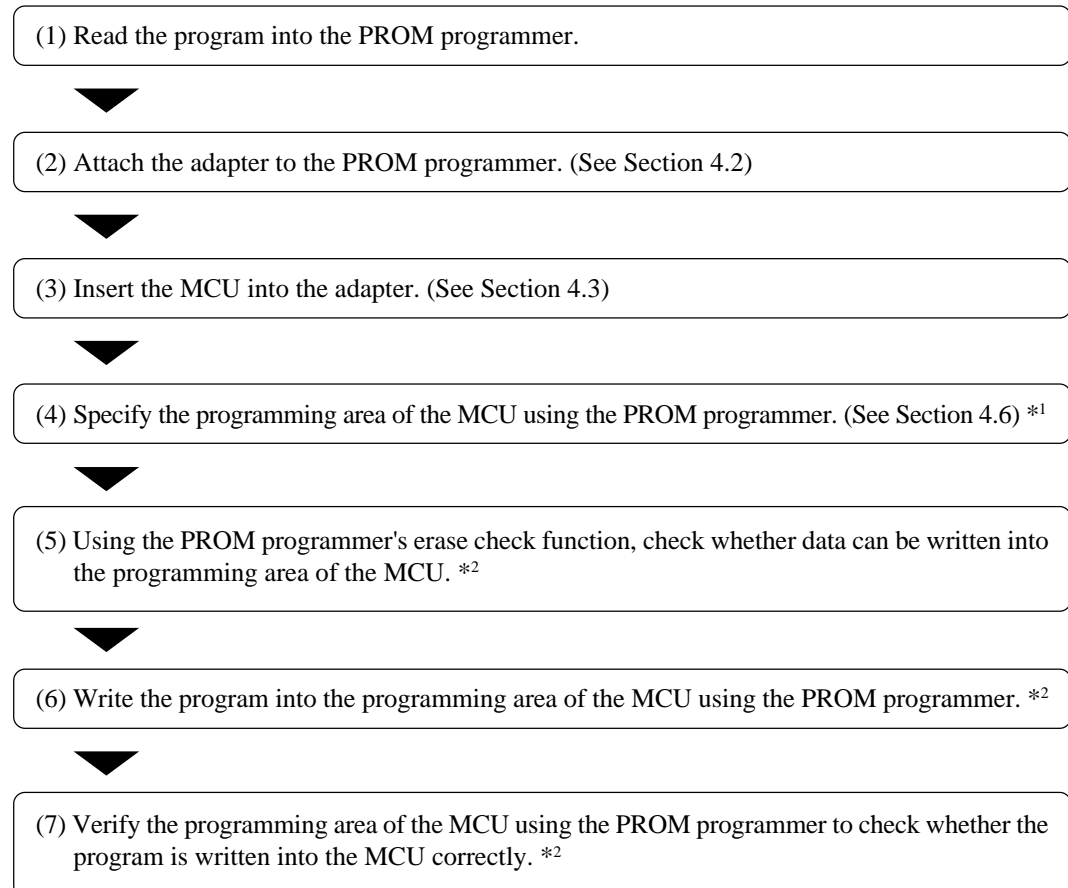 (1) Read the program into the PROM programmer.
(2) Attach the adapter to the PROM programmer. (See Section 4.2)
(3) Insert the MCU into the adapter. (See Section 4.3)
(4) Specify the programming area of the MCU using the PROM programmer. (See Section 4.6) *1
(5) Using the PROM programmer's erase check function, check whether data can be written into
the programming area of the MCU. *2
(6) Write the program into the programming area of the MCU using the PROM programmer. *2
(7) Verify the programming area of the MCU using the PROM programmer to check whether the
program is written into the MCU correctly. *2